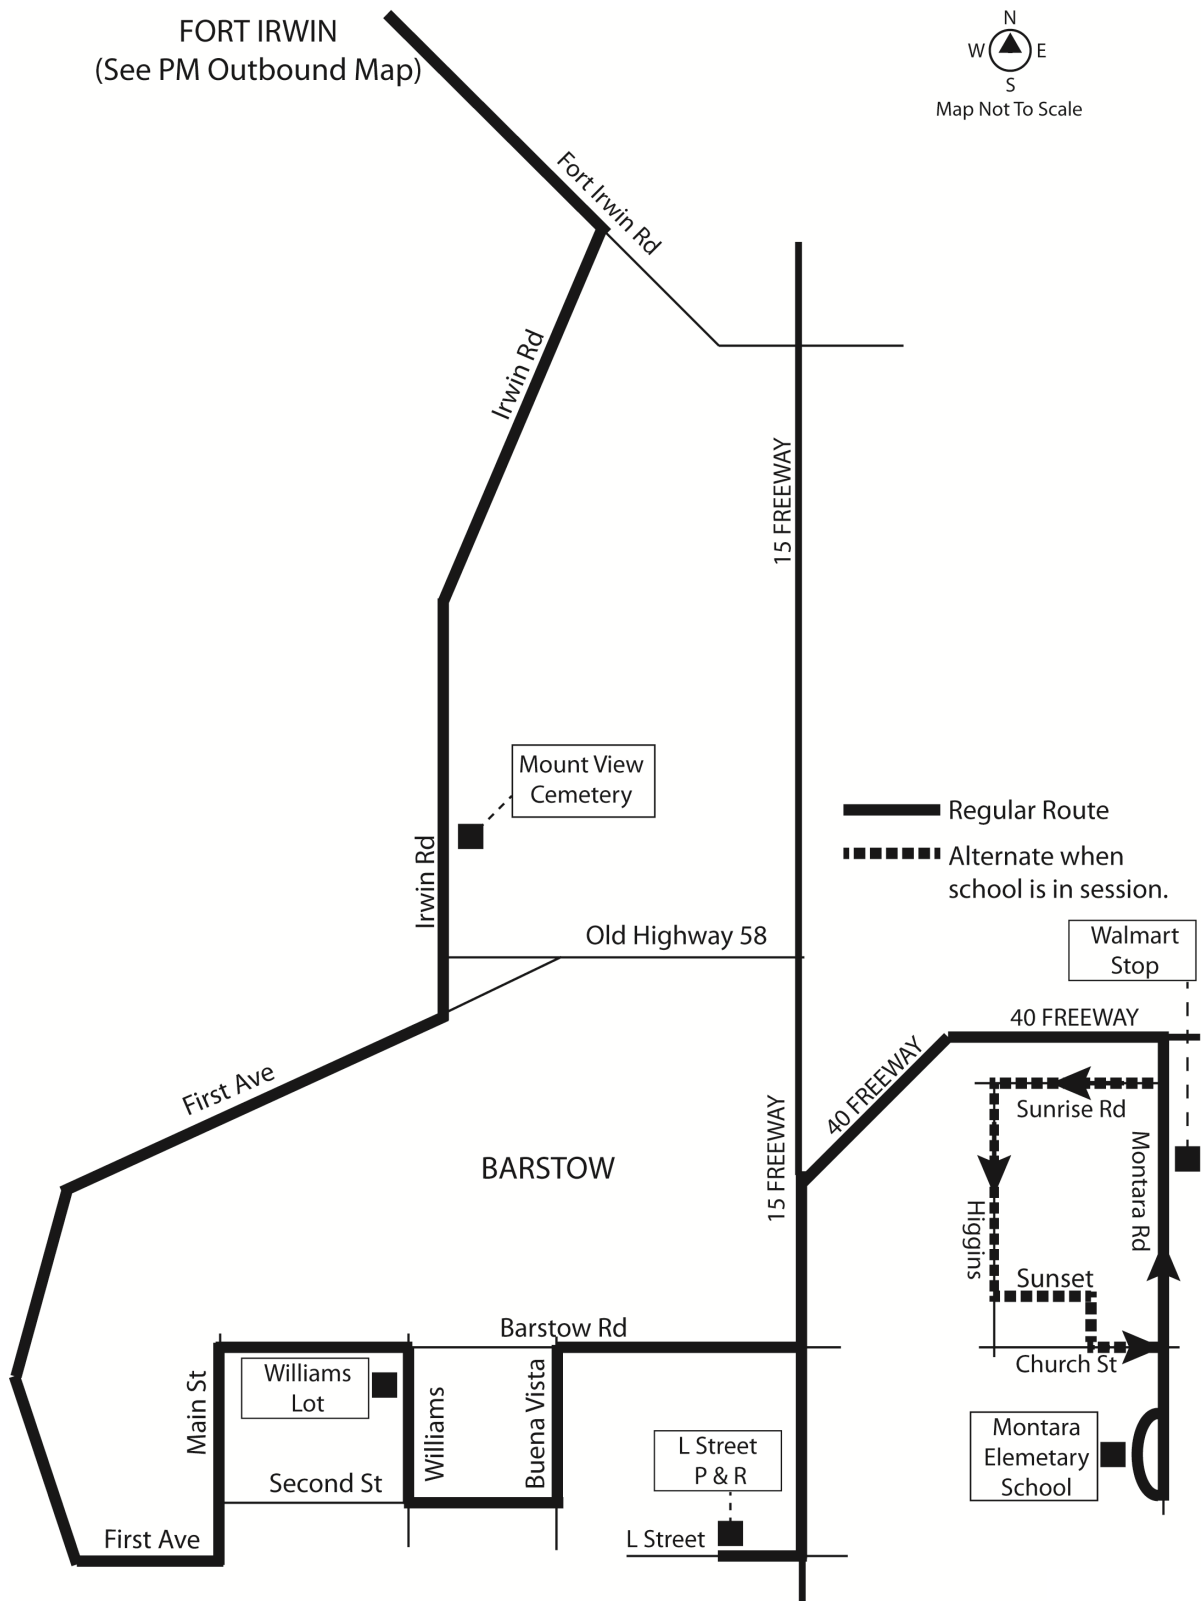 FORT IRWIN
(See PM Outbound Map)
N
W
E
S
Map Not To Scale
Fort Irwin Rd
Irwin Rd
15 FREEWAY
Mount View
Cemetery
Regular Route
Alternate when
school is in session.
Irwin Rd
Old Highway 58
Walmart
Stop
40 FREEWAY
40 FREEWAY
First Ave
Sunrise Rd
BARSTOW
15 FREEWAY
Montara Rd
Higgins
Sunset
Barstow Rd
Church St
Williams
Lot
Main St
Williams
Buena Vista
L Street
P & R
Montara
Elemetary
School
Second St
First Ave
L Street